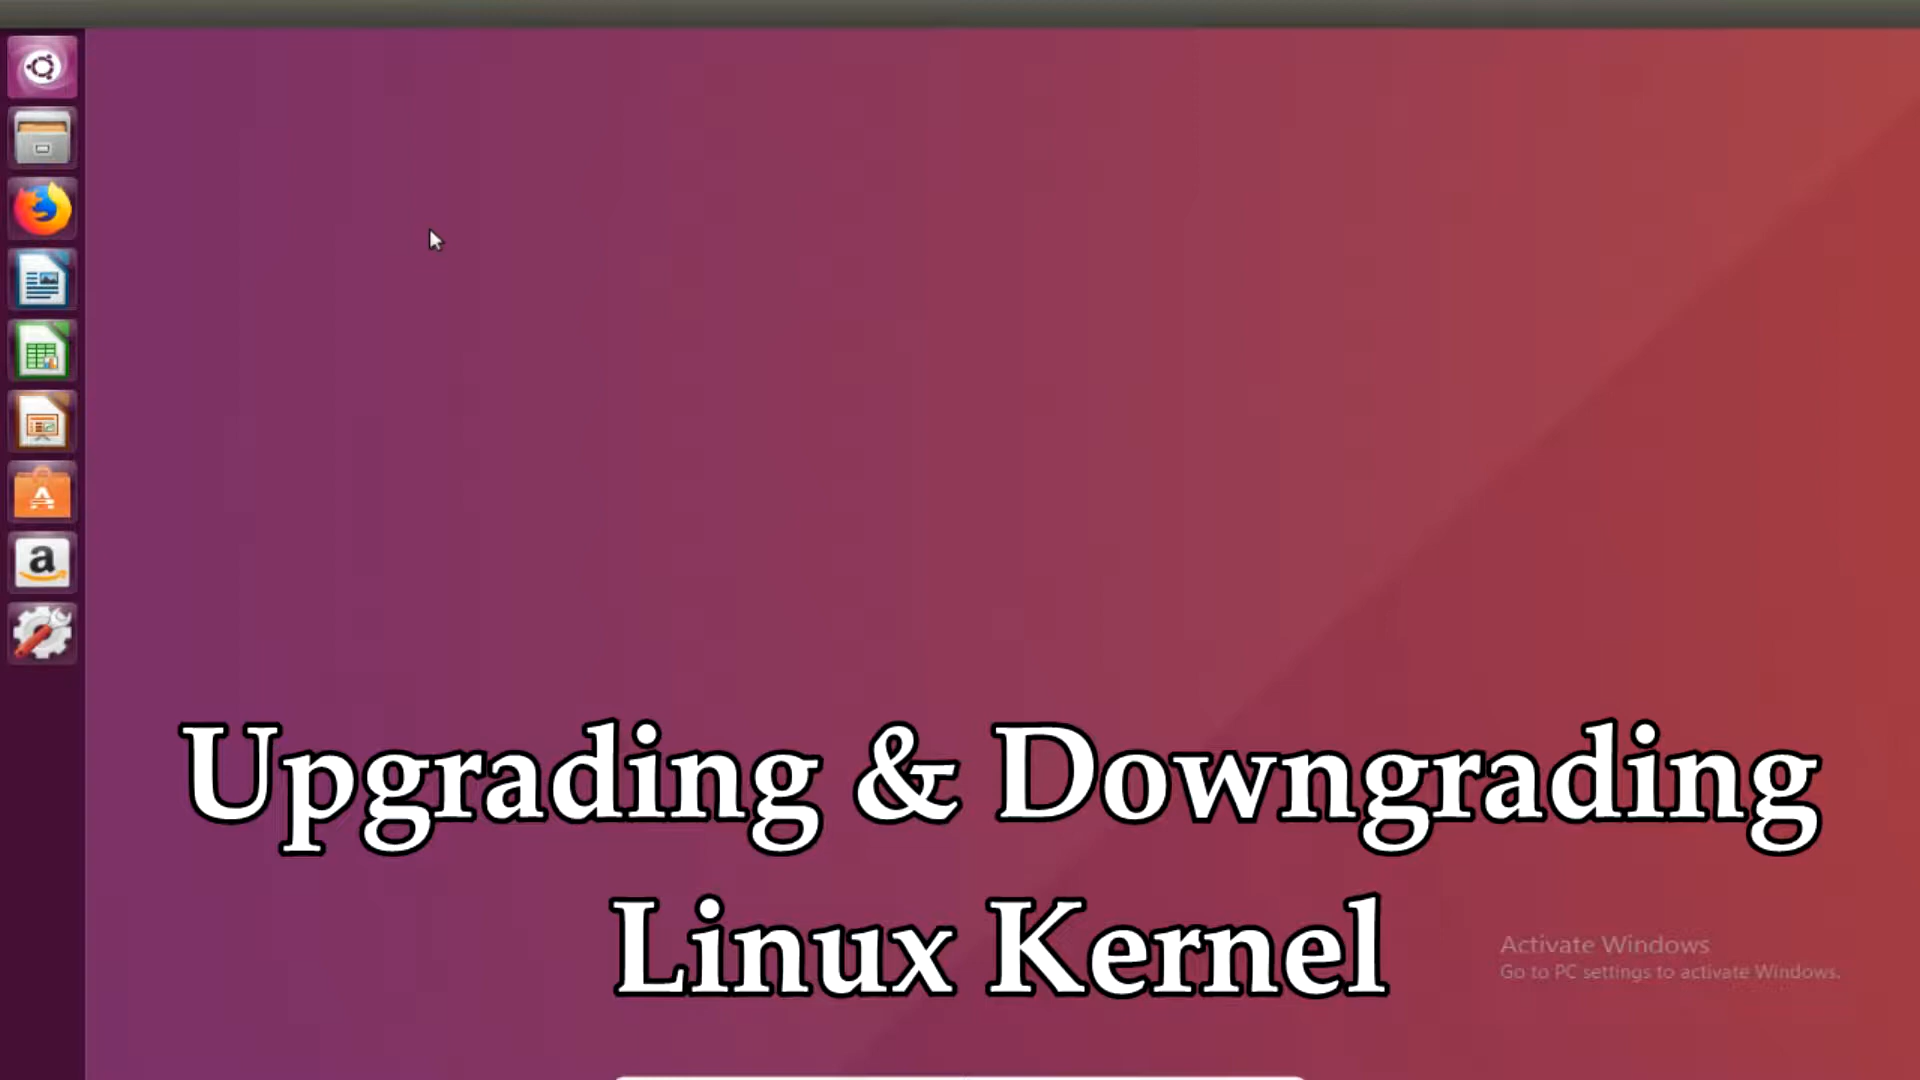 Upgrading & Downgrading
Linux Kernel
Activate Windows
Go to PC settings to activate Windows.